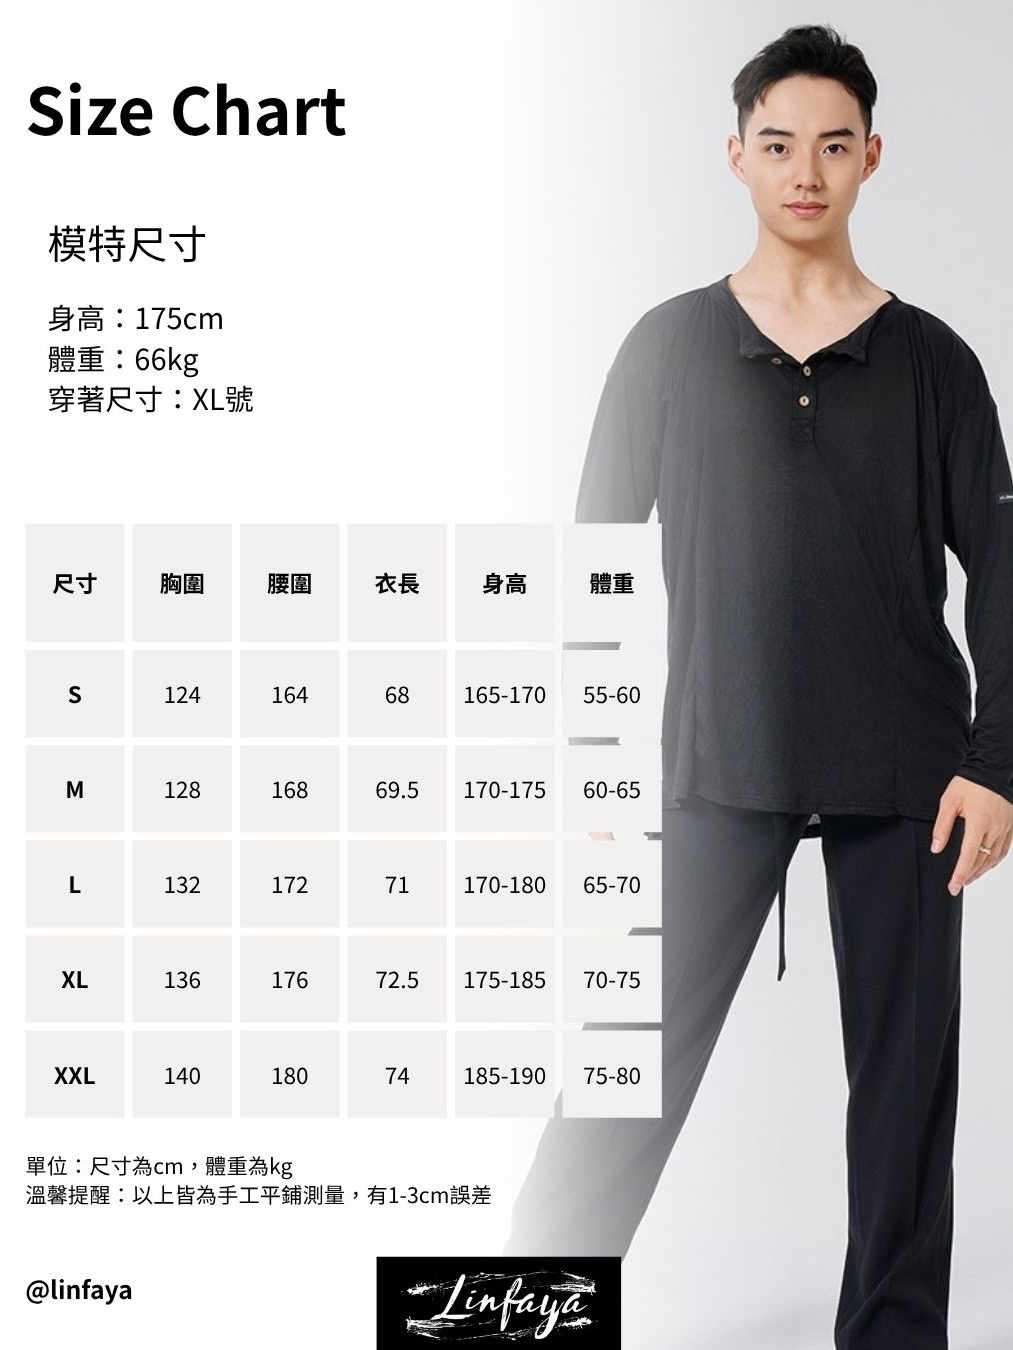 Size Chart
模特尺寸
身高：175cm
體重：66kg
穿著尺寸：XL號
尺寸 胸圍 腰圍 衣長 身高 體重
S 124 164 68 165-170 55-60
M 128 168 69.5 170-175 60-65
L 132 172 71 170-180 65-70
XL 136 176 72.5 175-185 70-75
XXL 140 180 74 185-190 75-80
單位：尺寸為cm，體重為kg
溫馨提醒：以上皆為手工平鋪測量，有1-3cm誤差
@linfaya
Linfaya